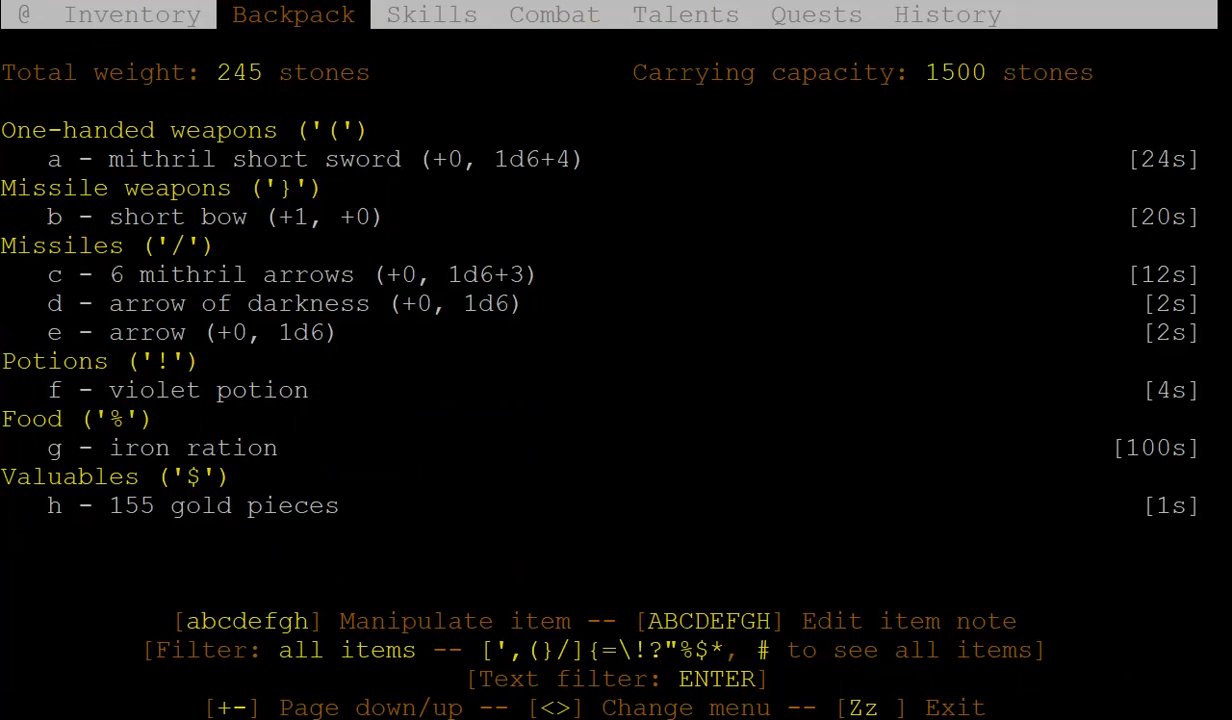 @ Inventory Backpack Skills Combat Talents Quests History
Total weight: 245 stones Carrying capacity: 1500 stones
One-handed weapons ('(')
a - mithril short sword (+0, 1d6+4) [24s]
Missile weapons ('}')
b - short bow (+1, +0) [20s]
Missiles ('/')
c - 6 mithril arrows (+0, 1d6+3) [12s]
d - arrow of darkness (+0, 1d6) [2s]
e - arrow (+0, 1d6) [2s]
Potions ('!')
f - violet potion [4s]
Food ('%')
g - iron ration [100s]
Valuables ('$')
h - 155 gold pieces [1s]
[abcdefgh] Manipulate item -- [ABCDEFGH] Edit item note
[Filter: all items -- [',(}/]{=\!?"%$*, # to see all items]
[Text filter: ENTER]
[+-] Page down/up -- [<>] Change menu -- [Zz ] Exit